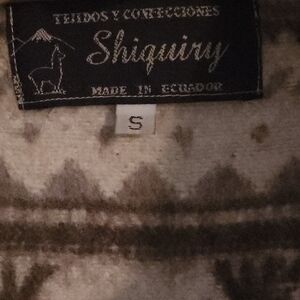 TEJIDOS Y CONFECCIONES
Shiquiry
MADE IN ECUADOR
S